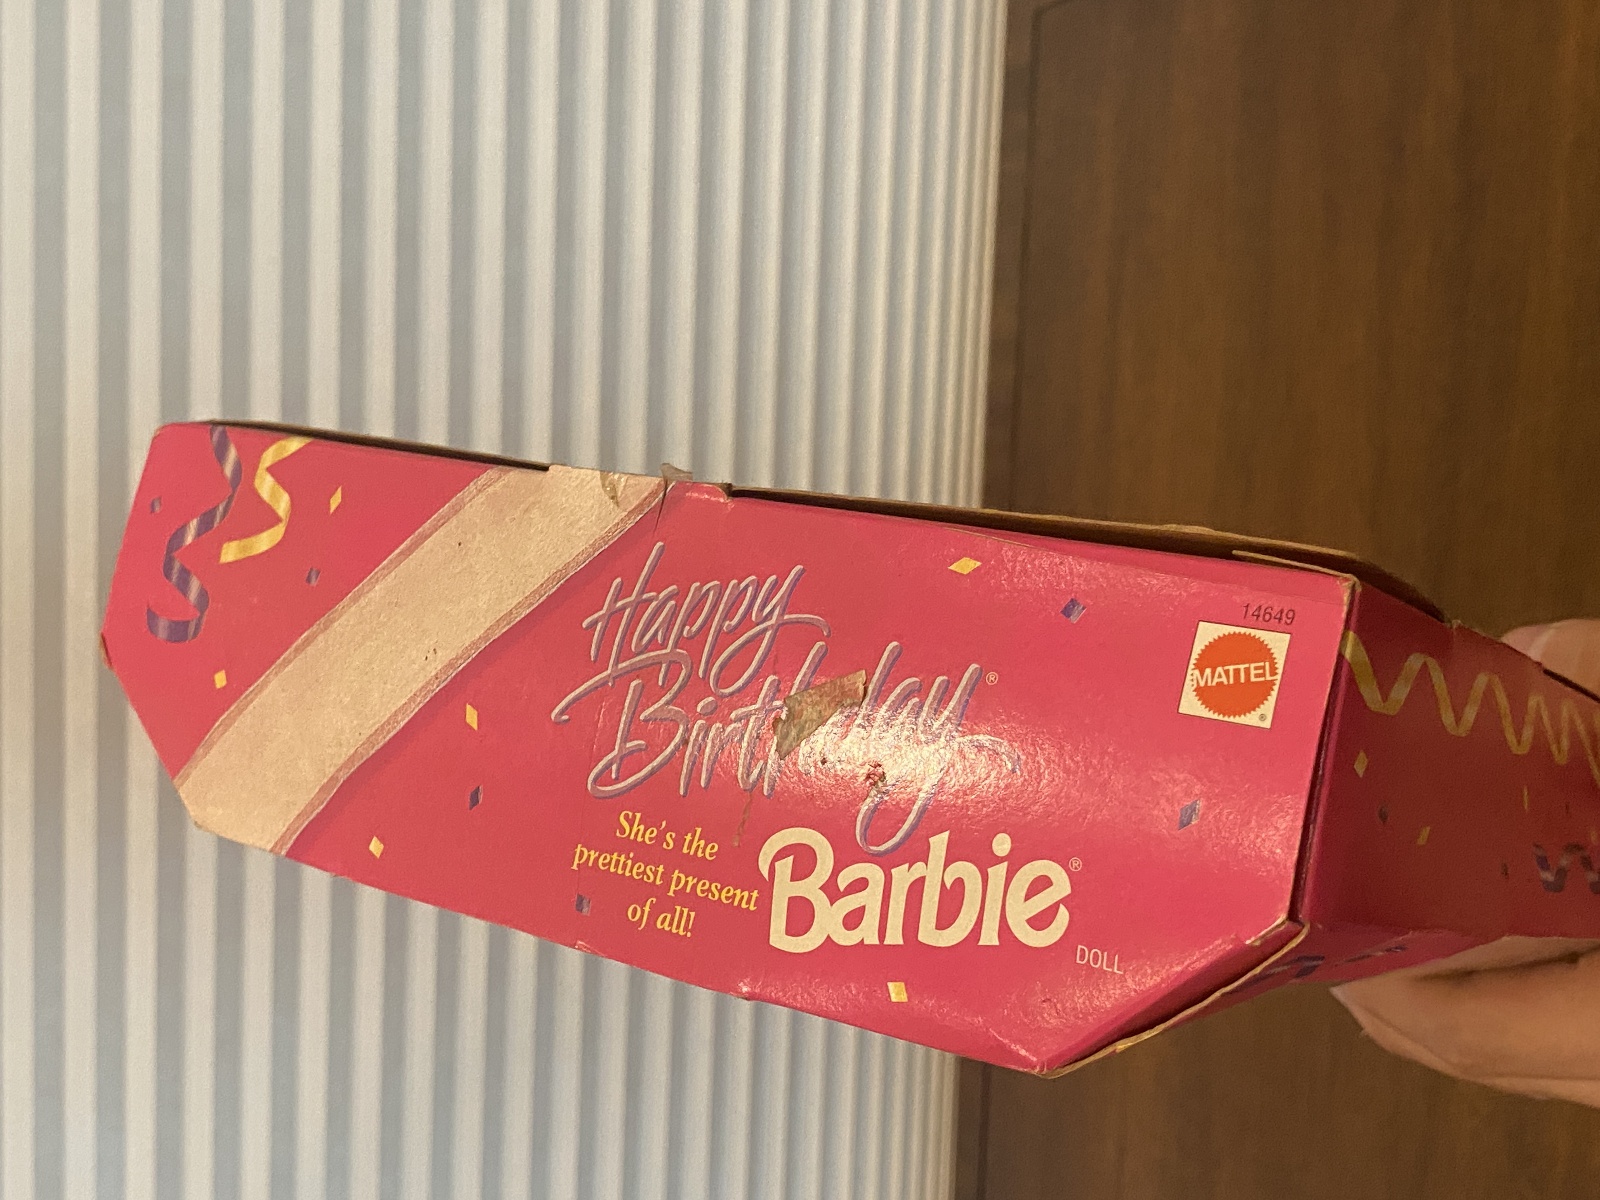 14649
MATTEL®
Happy
Birthday®
She's the
prettiest present
of all!
Barbie®
DOLL